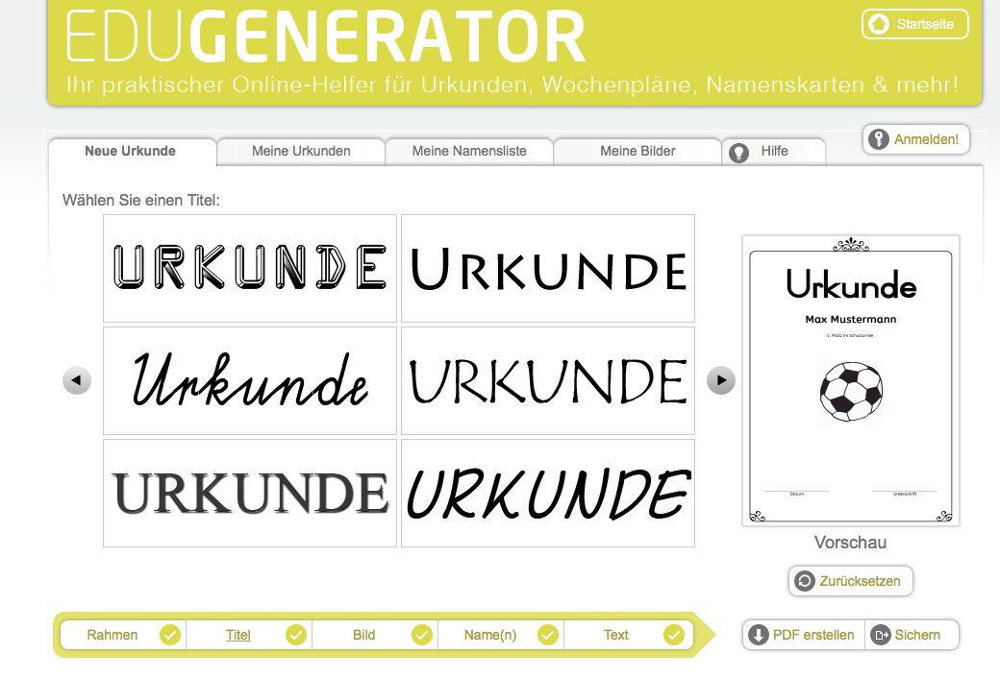 EDUGENERATOR
Startseite
Ihr praktischer Online-Helfer für Urkunden, Wochenpläne, Namenskarten & mehr!
Neue Urkunde
Meine Urkunden
Meine Namensliste
Meine Bilder
Hilfe
Anmelden!
Wählen Sie einen Titel:
URKUNDE
URKUNDE
Urkunde
URKUNDE
URKUNDE
URKUNDE
Urkunde
Max Mustermann
1. Platz im Schulturnier
Datum
Unterschrift
Vorschau
Zurücksetzen
Rahmen
Titel
Bild
Name(n)
Text
PDF erstellen
Sichern